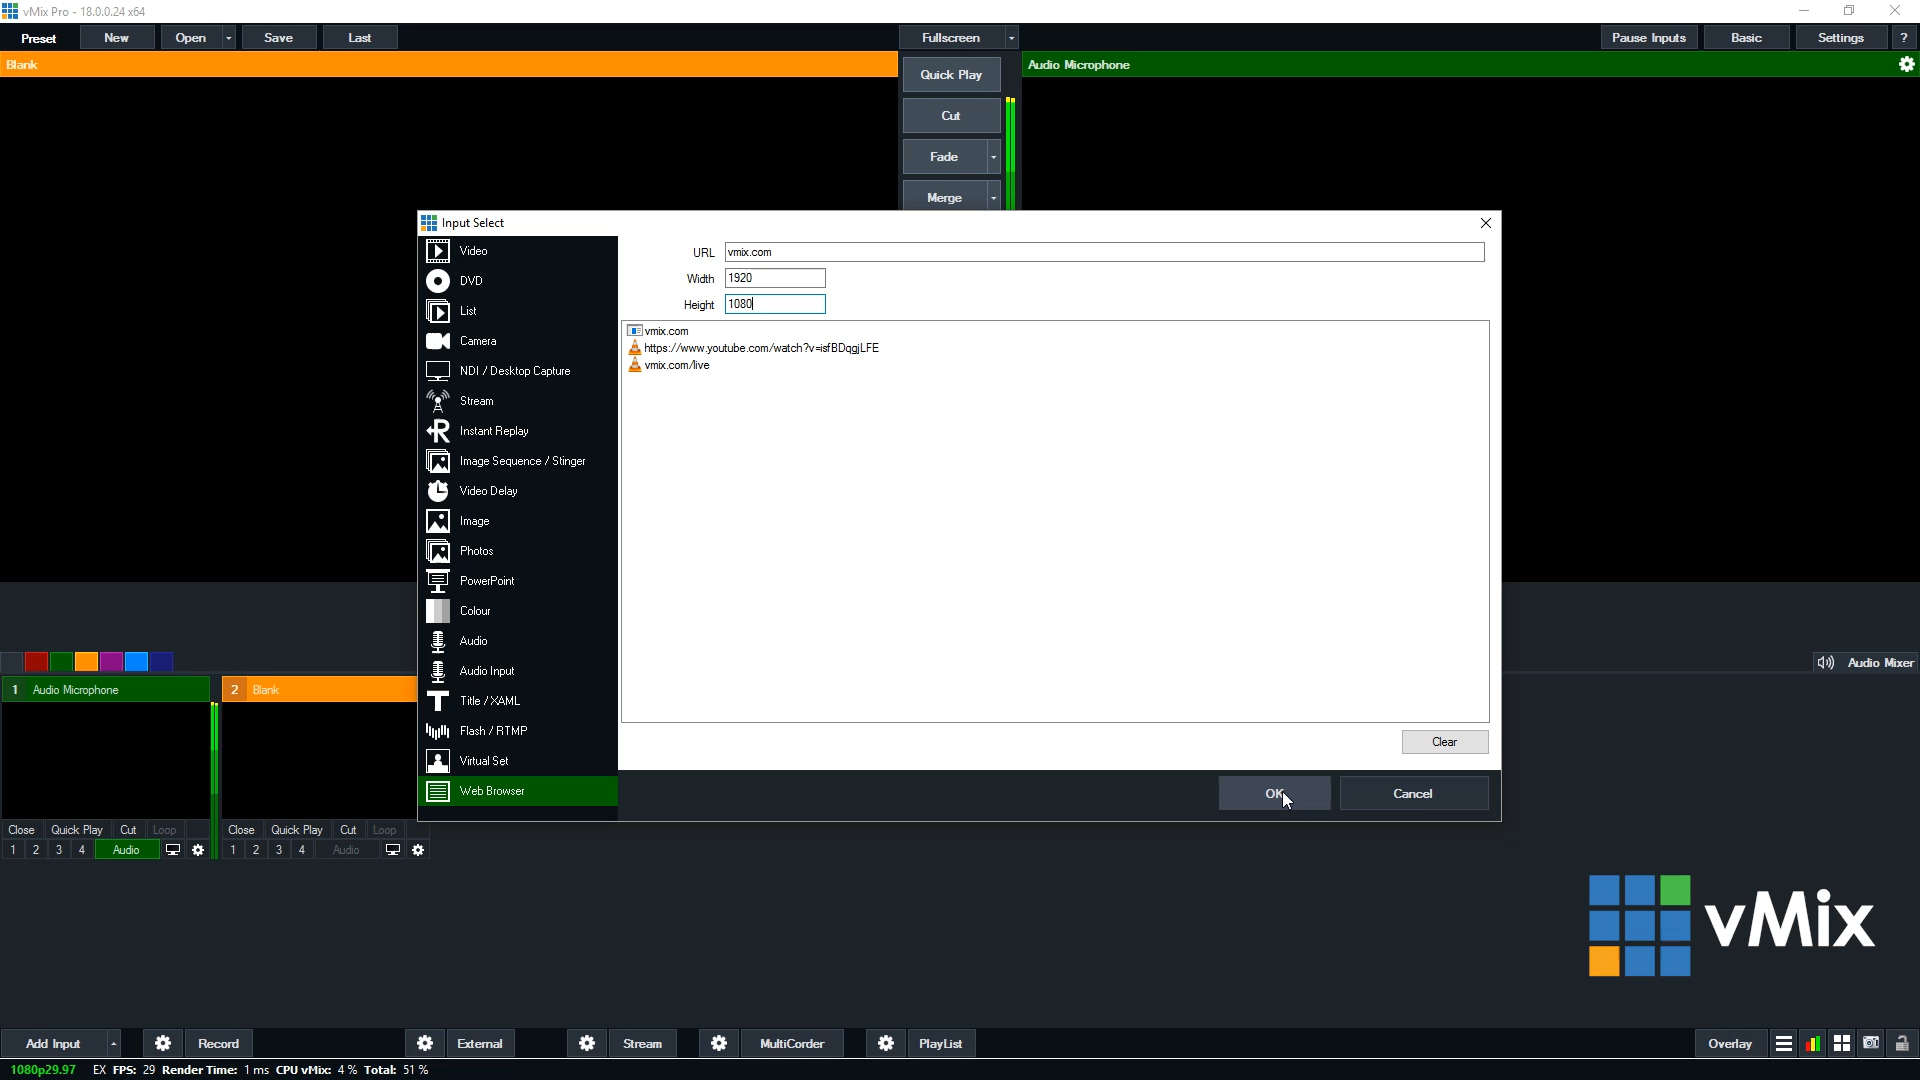 vMix Pro - 18.0.0.24 x64
Preset New Open Save Last Fullscreen Pause Inputs Basic Settings ?
Blank
Audio Microphone
Quick Play
Cut
Fade
Merge
Input Select
Video
DVD
List
Camera
NDI / Desktop Capture
Stream
Instant Replay
Image Sequence / Stinger
Video Delay
Image
Photos
PowerPoint
Colour
Audio
Audio Input
Title / XAML
Flash / RTMP
Virtual Set
Web Browser
URL vmix.com
Width 1920
Height 1080
vmix.com
https://www.youtube.com/watch?v=isfBDqgjLFE
vmix.com/live
Clear
OK Cancel
Audio Mixer
1 Audio Microphone
2 Blank
Close Quick Play Cut Loop
1 2 3 4 Audio
Close Quick Play Cut Loop
1 2 3 4 Audio
vMix
Add Input Record External Stream MultiCorder PlayList Overlay
1080p29.97 EX FPS: 29 Render Time: 1 ms CPU vMix: 4 % Total: 51 %